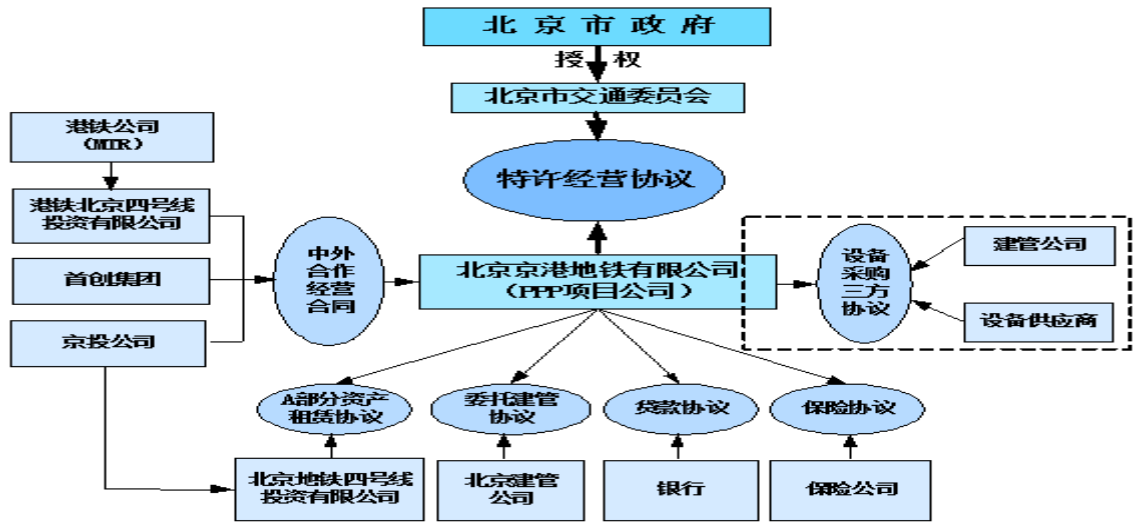 北京市政府
授 权
北京市交通委员会
港铁公司
(MTR)
特许经营协议
港铁北京四号线
投资有限公司
首创集团
京投公司
中外
合作
经营
合同
北京京港地铁有限公司
(PPP项目公司)
设备
采购
三方
协议
建管公司
设备供应商
A部分资产
租赁协议
委托建管
协议
贷款协议
保险协议
北京地铁四号线
投资有限公司
北京建管
公司
银行
保险公司